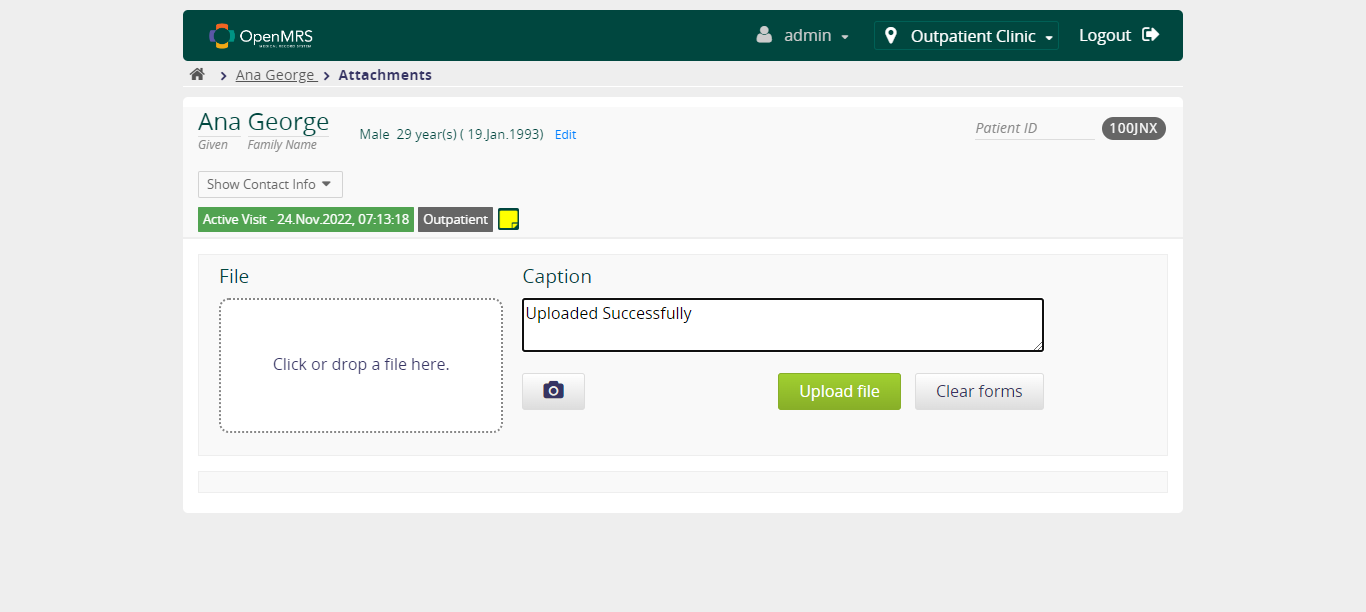 OpenMRS
MEDICAL RECORD SYSTEM
admin
Outpatient Clinic
Logout
Ana George > Attachments
Ana George
Given Family Name
Male 29 year(s) ( 19.Jan.1993) Edit
Patient ID 100JNX
Show Contact Info
Active Visit - 24.Nov.2022, 07:13:18 Outpatient
File
Click or drop a file here.
Caption
Uploaded Successfully
Upload file
Clear forms